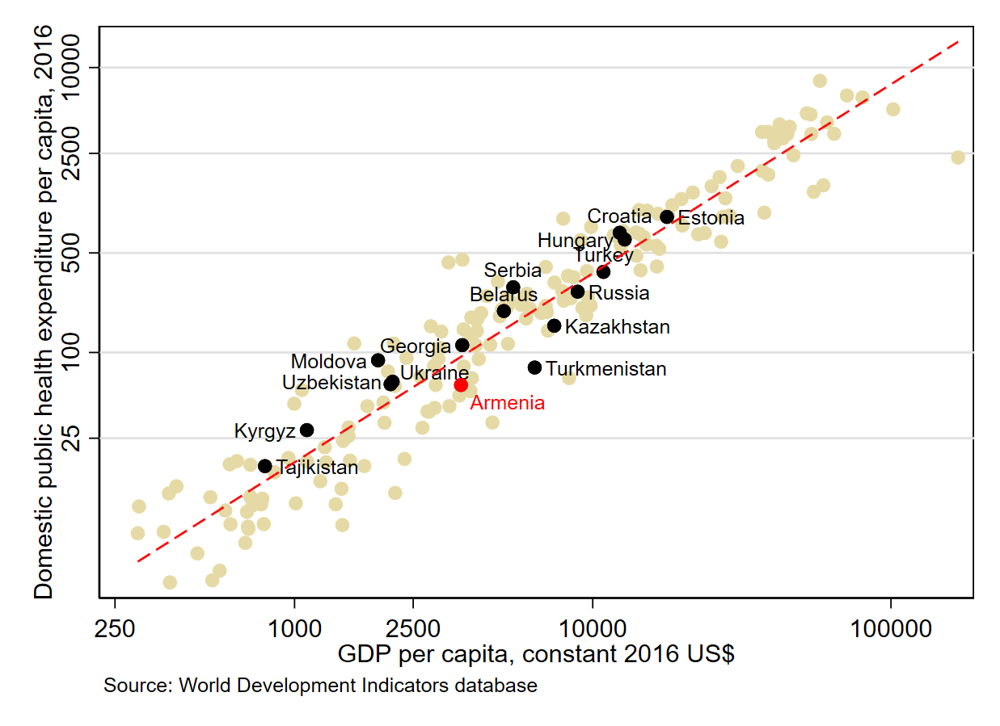 Domestic public health expenditure per capita, 2016
10000
2500
500
100
25
Croatia
Estonia
Hungary
Turkey
Serbia
Belarus
Russia
Kazakhstan
Georgia
Moldova
Turkmenistan
Ukraine
Uzbekistan
Armenia
Kyrgyz
Tajikistan
250
1000
2500
10000
100000
GDP per capita, constant 2016 US$
Source: World Development Indicators database